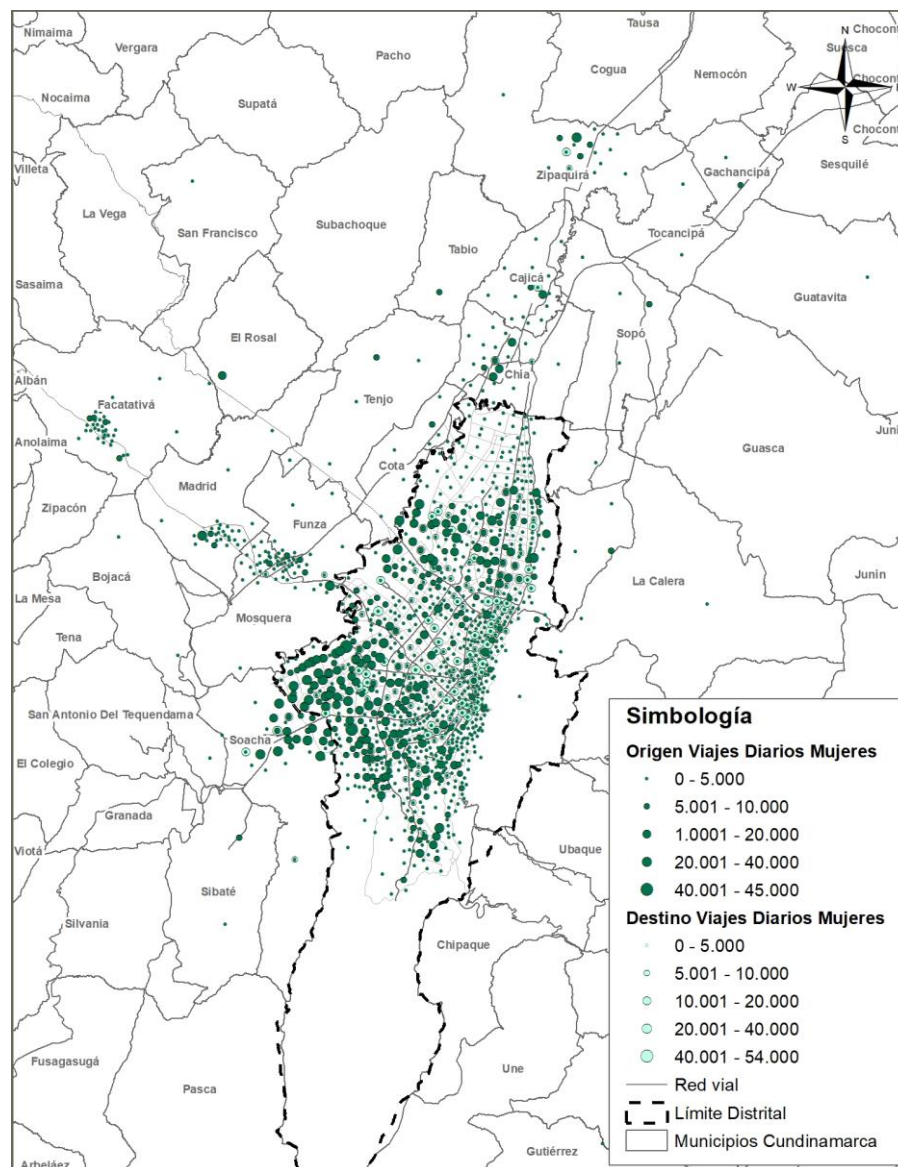 Tausa
Nimaima
Vergara
Pacho
N
Chocont
Suesca
Cogua
Nemocón
Chocont
W
Nocaima
Supatá
Chocont
S
Villeta
Zipaquirá
Gachancipá
Sesquilé
La Vega
San Francisco
Subachoque
Tabio
Tocancipá
Cajicá
Sasaima
Guatavita
El Rosal
Sopó
Albán
Chia
Facatativá
Tenjo
Juni
Anolaima
Guasca
Cota
Madrid
Zipacón
Funza
Bojacá
La Calera
Junin
La Mesa
Mosquera
Tena
San Antonio Del Tequendama
Soacha
El Colegio
Granada
Viotá
Ubaque
Sibaté
Silvania
Chipaque
Fusagasugá
Pasca
Une
Gutiérrez
Arbeláez
Simbología
Origen Viajes Diarios Mujeres
0 - 5.000
5.001 - 10.000
1.0001 - 20.000
20.001 - 40.000
40.001 - 45.000
Destino Viajes Diarios Mujeres
0 - 5.000
5.001 - 10.000
10.001 - 20.000
20.001 - 40.000
40.001 - 54.000
Red vial
Límite Distrital
Municipios Cundinamarca